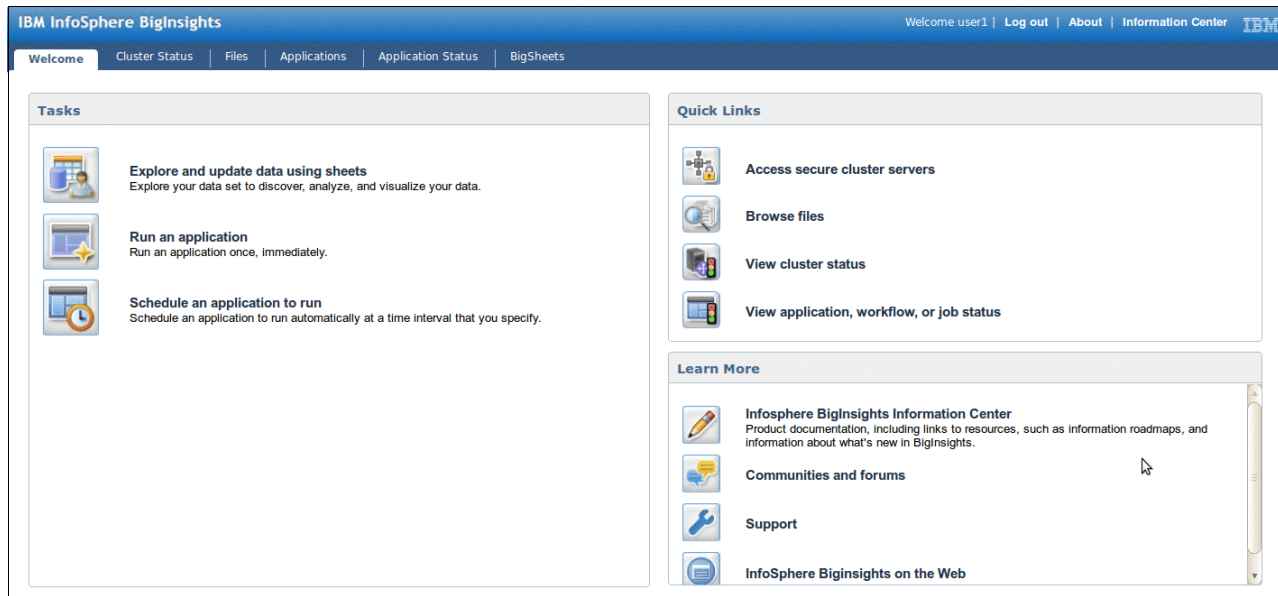 IBM InfoSphere BigInsights
Welcome user1 | Log out | About | Information Center IBM
Welcome Cluster Status Files Applications Application Status BigSheets
Tasks
Explore and update data using sheets
Explore your data set to discover, analyze, and visualize your data.
Run an application
Run an application once, immediately.
Schedule an application to run
Schedule an application to run automatically at a time interval that you specify.
Quick Links
Access secure cluster servers
Browse files
View cluster status
View application, workflow, or job status
Learn More
Infosphere BigInsights Information Center
Product documentation, including links to resources, such as information roadmaps, and
information about what's new in BigInsights.
Communities and forums
Support
InfoSphere Biginsights on the Web